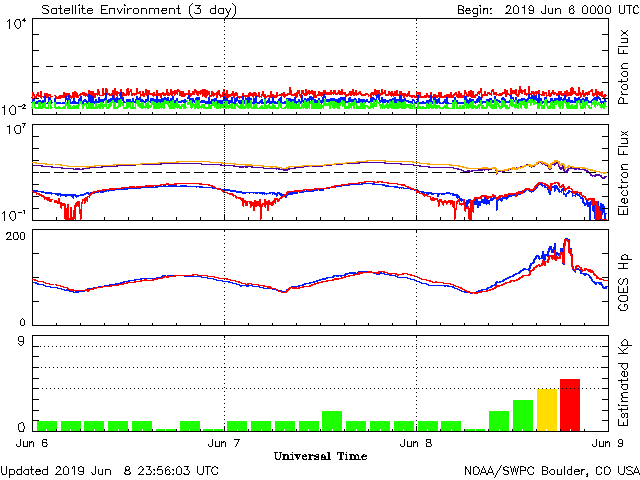 Satellite Environment (3 day) Begin: 2019 Jun 6 0000 UTC
10^4
10^-2
Proton Flux
10^7
10^-1
Electron Flux
200
0
GOES Hp
9
0
Estimated Kp
Jun 6 Jun 7 Jun 8 Jun 9
Universal Time
Updated 2019 Jun 8 23:56:03 UTC NOAA/SWPC Boulder, CO USA